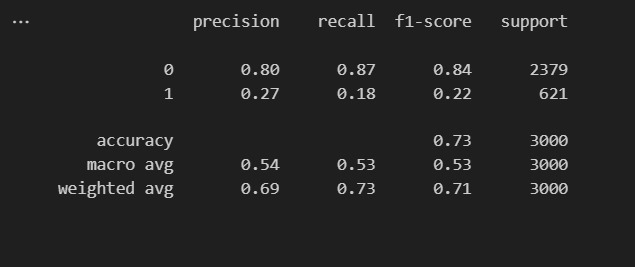 ...
precision recall f1-score support
0 0.80 0.87 0.84 2379
1 0.27 0.18 0.22 621
accuracy 0.73 3000
macro avg 0.54 0.53 0.53 3000
weighted avg 0.69 0.73 0.71 3000